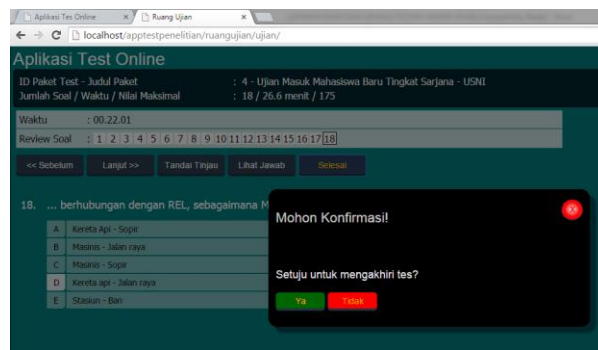 Aplikasi Tes Online
Ruang Ujian
localhost/apptestpenelitian/ruangujian/ujian/
Aplikasi Test Online
ID Paket Test - Judul Paket : 4 - Ujian Masuk Mahasiswa Baru Tingkat Sarjana - USNI
Jumlah Soal / Waktu / Nilai Maksimal : 18 / 26.6 menit / 175
Waktu : 00.22.01
Review Soal : 1 2 3 4 5 6 7 8 9 10 11 12 13 14 15 16 17 18
<< Sebelum Lanjut >> Tandai Tinjau Lihat Jawab Selesai
18. ... berhubungan dengan REL, sebagaimana M
A Kereta Api - Sopir
B Masinis - Jalan raya
C Masinis - Sopir
D Kereta api - Jalan raya
E Stasiun - Ban
Mohon Konfirmasi!
Setuju untuk mengakhiri tes?
Ya Tidak